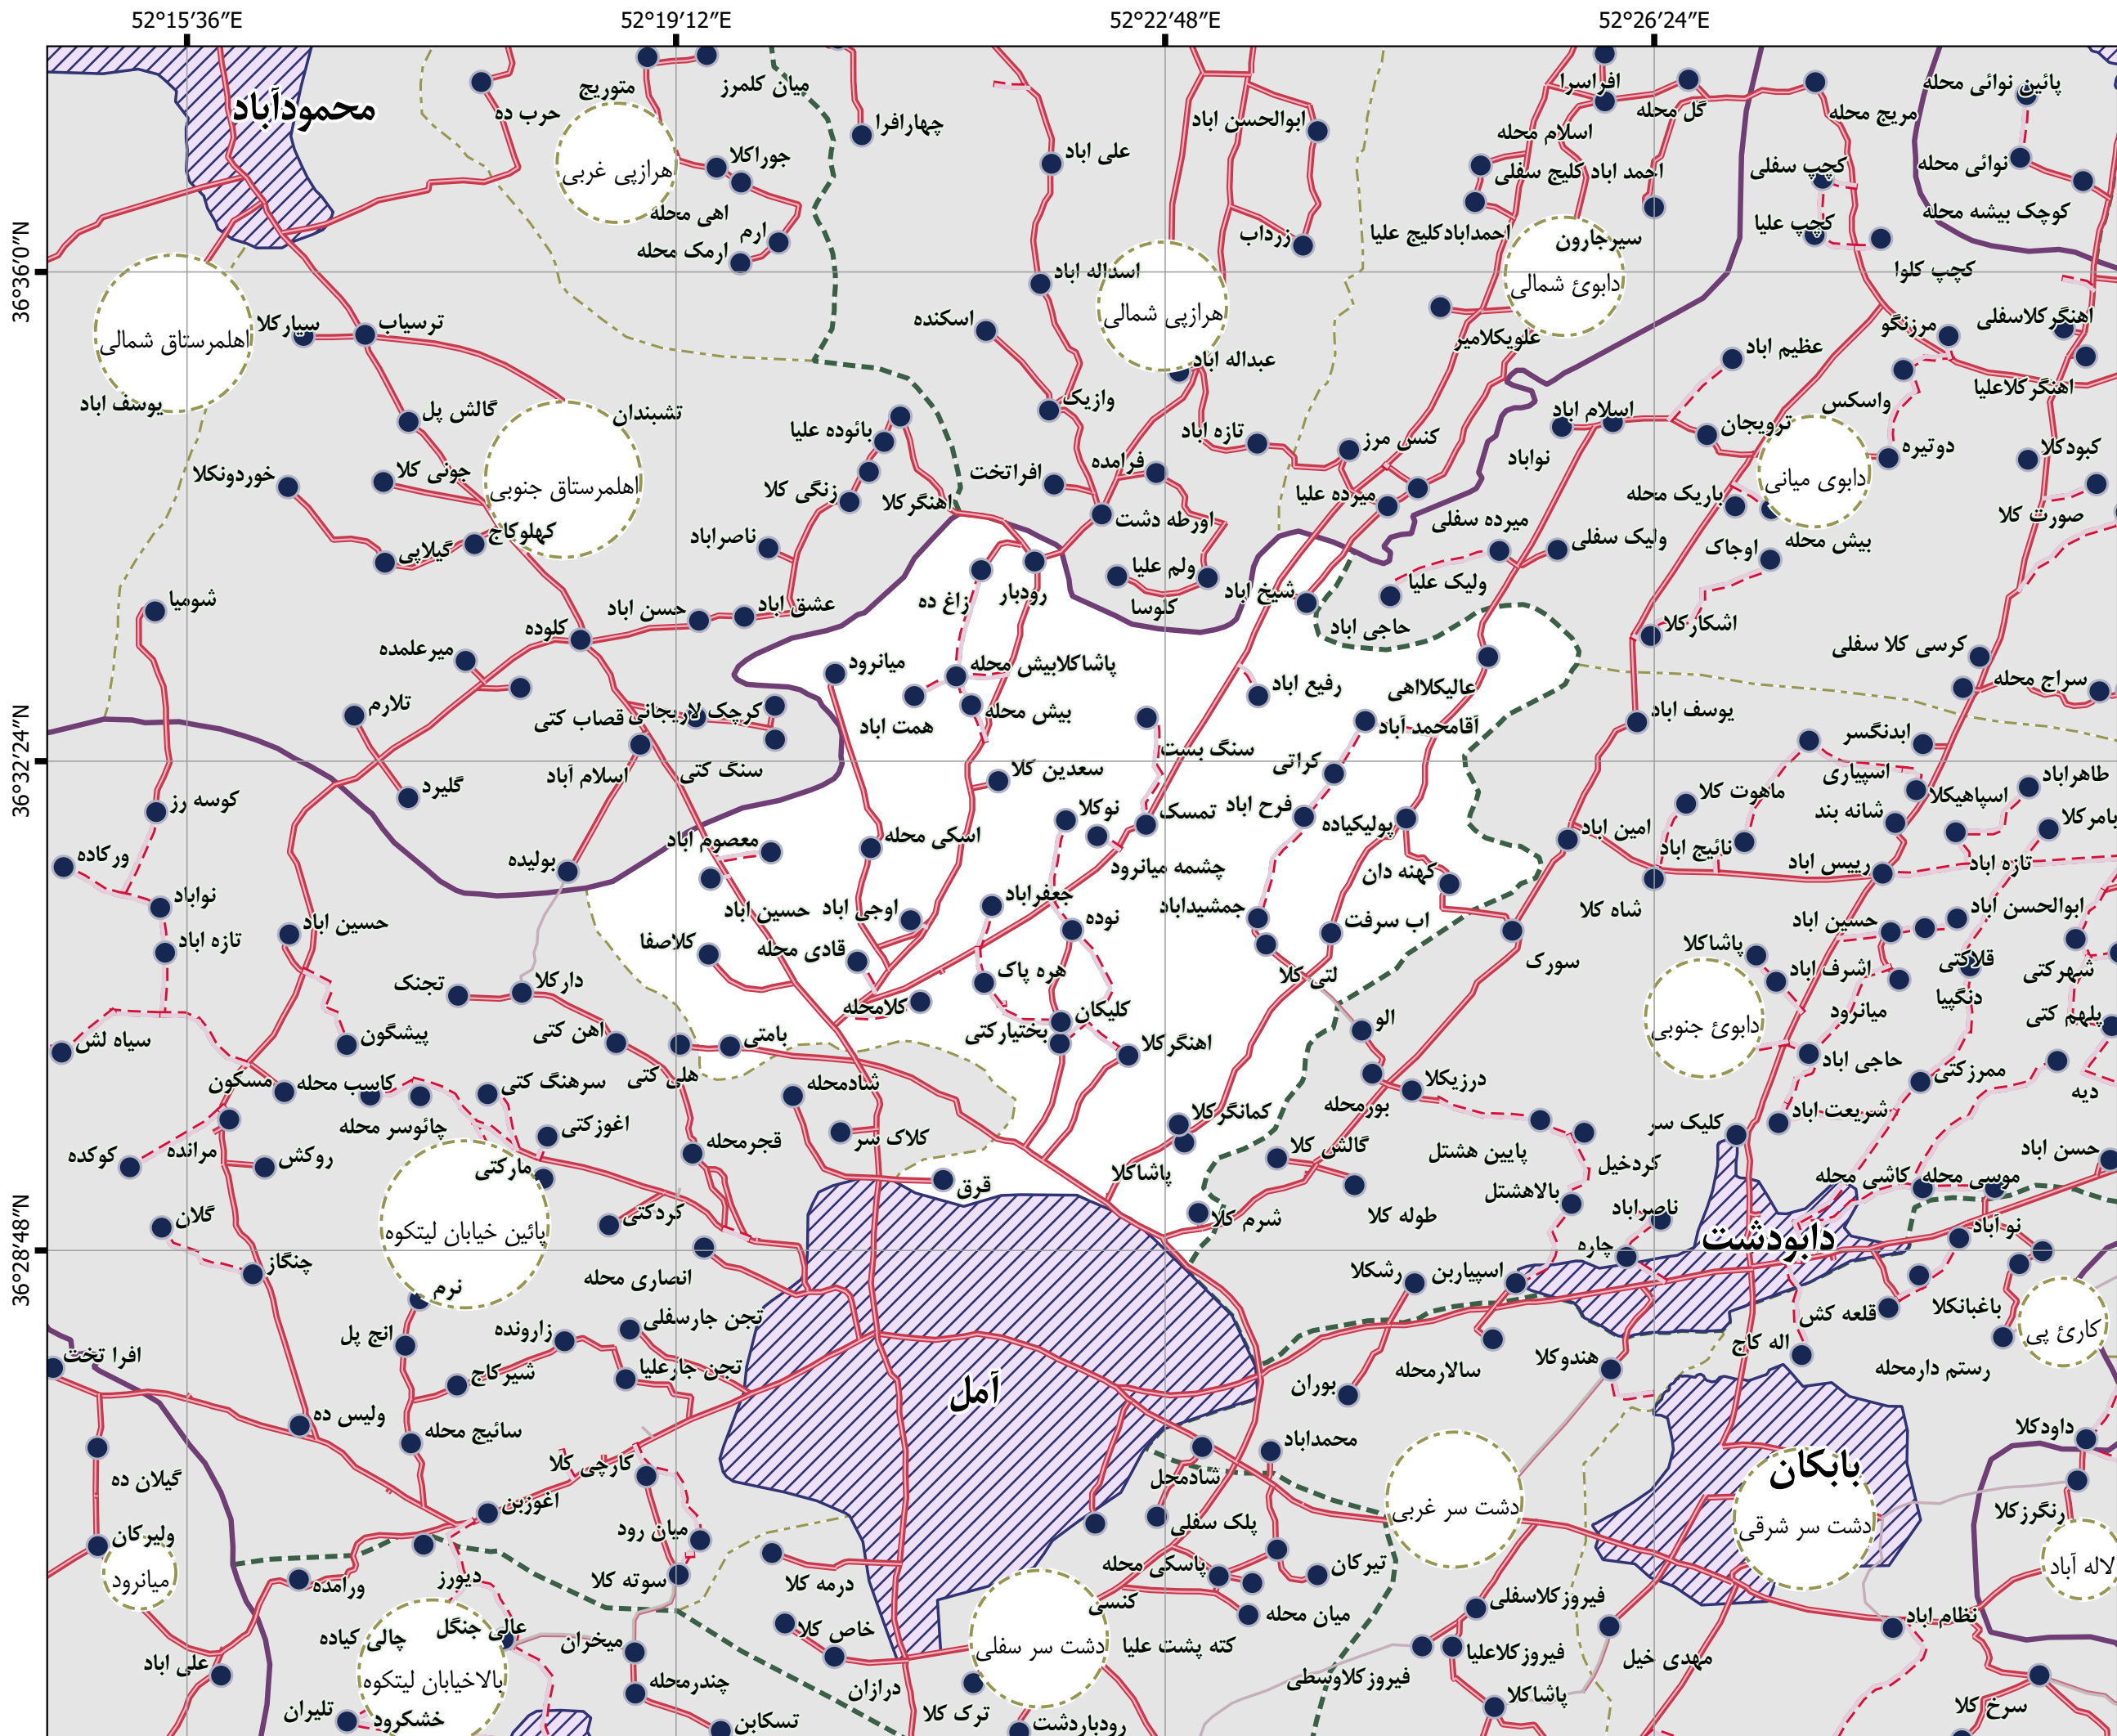 52°15′36″E
52°19′12″E
52°22′48″E
52°26′24″E
36°36′0″N
36°32′24″N
36°28′48″N
محمودآباد
حرب ده
متوریج
میان کلمرز
هرازپی غربی
جوراکلا
اهی محله
ارم
ارمک محله
چهارافرا
علی اباد
ابوالحسن اباد
زرداب
اسداله اباد
هرازپی شمالی
عبداله اباد
اسکنده
وازیک
تازه اباد
افراسرا
گل محله
اسلام محله
احمد اباد کلیج سفلی
احمدابادکلیج علیا
سیرجارون
دابوئ شمالی
علویکلامیر
مریج محله
پائین نوائی محله
نوائی محله
کوچک بیشه محله
کچپ سفلی
کچپ علیا
کچپ کلوا
اهنگرکلاسفلی
مرزنگو
اهنگرکلاعلیا
عظیم اباد
واسکس
اسلام اباد
ترویجان
دوتیره
نواباد
دابوی میانی
کبودکلا
صورت کلا
باریک محله
بیش محله
اوجاک
اشکارکلا
اهلمرستاق شمالی
سیارکلا
ترسیاب
یوسف اباد
گالش پل
تشبندان
جونی کلا
اهلمرستاق جنوبی
خوردونکلا
کهلوکاج
گیلاپی
بائوده علیا
زنگی کلا
اهنگرکلا
ناصراباد
افراتخت
فرامده
اورطه دشت
ولم علیا
کلوسا
کنس مرز
میرده علیا
میرده سفلی
ولیک سفلی
ولیک علیا
شیخ اباد
حاجی اباد
شومیا
حسن اباد
عشق اباد
کلوده
میرعلمده
تلارم
گلیرد
قصاب کتی
کرچک لاریجانی
اسلام آباد
سنگ کتی
زاغ ده
رودبار
میانرود
پاشاکلابیش محله
همت اباد
بیش محله
سعدین کلا
سنگ بست
رفیع اباد
عالیکلااهی
آقامحمد آباد
کراتی
فرح اباد
پولیکیاده
کهنه دان
یوسف اباد
کرسی کلا سفلی
سراج محله
ابدنگسر
اسپیاری
طاهراباد
ماهوت کلا
اسپاهیکلا
شانه بند
بامرکلا
امین اباد
نائیج اباد
رییس اباد
تازه اباد
شاه کلا
کوسه رز
ورکاده
نواباد
تازه اباد
حسین اباد
سیاه لش
پیشگون
تجنک
دارکلا
بولیده
معصوم اباد
حسین اباد
کلاصفا
اسکی محله
اوجی اباد
قادی محله
کلامحله
نوکلا
تمسک
چشمه میانرود
جعفراباد
نوده
هره پاک
کلیکان
بختیارکتی
اهنگرکلا
جمشیداباد
اب سرفت
لتی کلا
سورک
الو
درزیکلا
بورمحله
حسین اباد
ابوالحسن اباد
پاشاکلا
اشرف اباد
قلاکتی
میانرود
دنگپیا
شهرکتی
پلهم کتی
دابوئ جنوبی
حاجی اباد
ممرزکتی
دیه
شریعت اباد
کلیک سر
حسن اباد
کاشی محله
موسی محله
نو آباد
مسکون
کاسب محله
سرهنگ کتی
اهن کتی
هلی کتی
بامتی
شادمحله
کلاک سر
چائوسر محله
اغوزکتی
مارکتی
قجرمحله
کوکده
مرانده
روکش
گلان
چنگاز
پائین خیابان لیتکوه
کردکتی
قرق
کمانگرکلا
پاشاکلا
گالش کلا
طوله کلا
شرم کلا
پایین هشتل
کردخیل
بالاهشتل
ناصراباد
چاره
دابودشت
رشکلا
اسپیاربن
قلعه کش
باغبانکلا
کارئ پی
اله کاج
رستم دارمحله
هندوکلا
سالارمحله
بوران
نرم
انج پل
انصاری محله
تجن جارسفلی
تجن جارعلیا
زارونده
شیرکاج
سائیج محله
ولیس ده
افرا تخت
گیلان ده
ولیرکان
میانرود
ورامده
علی اباد
اغوزبن
کارچی کلا
میان رود
سوته کلا
دیورز
عالی جنگل
چالی کیاده
بالاخیابان لیتکوه
تلیران
خشکرود
میخران
چندرمحله
تسکابن
آمل
درمه کلا
خاص کلا
درازان
ترک کلا
دشت سر سفلی
رودباردشت
شادمحل
محمداباد
پلک سفلی
پاسکی محله
تیرکان
میان محله
کنسی
کته پشت علیا
دشت سر غربی
فیروزکلاسفلی
فیروزکلاعلیا
فیروزکلاوسطی
پاشاکلا
مهدی خیل
بابکان
دشت سر شرقی
نظام اباد
سرخ کلا
داودکلا
رنگرزکلا
لاله آباد